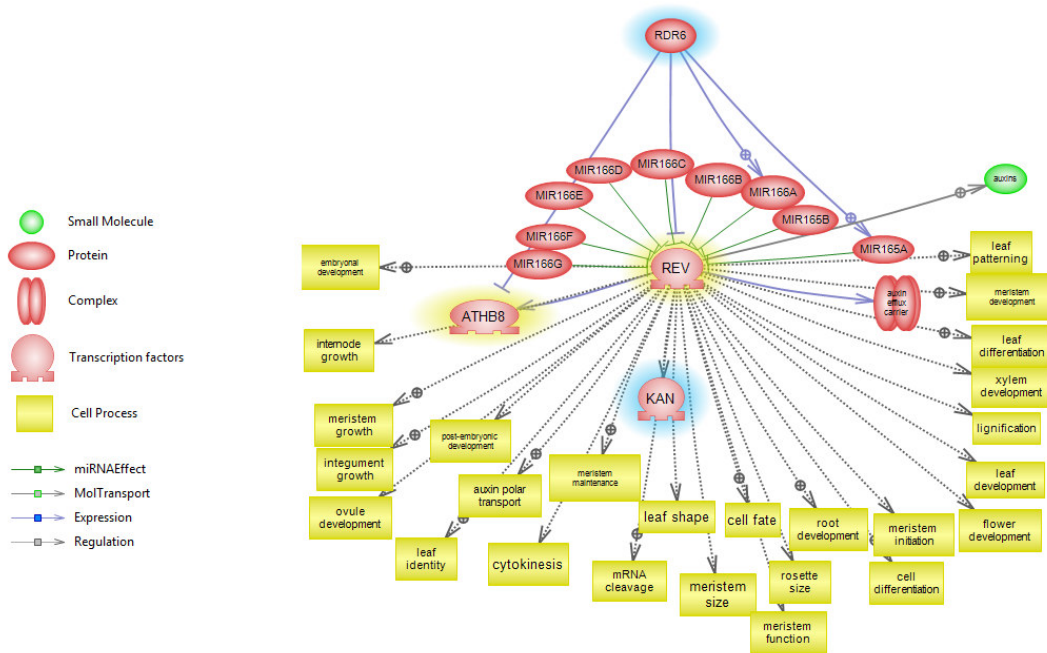 RDR6
MIR166C
MIR166D
MIR166B
MIR166E
MIR166A
MIR165B
MIR166F
MIR165A
MIR166G
auxins
Small Molecule
Protein
Complex
Transcription factors
Cell Process
miRNAEffect
MolTransport
Expression
Regulation
REV
ATHB8
KAN
auxin
efflux
carrier
embryonal
development
leaf
patterning
meristem
development
internode
growth
leaf
differentiation
xylem
development
lignification
meristem
growth
post-embryonic
development
integument
growth
meristem
maintenance
auxin polar
transport
leaf
development
ovule
development
leaf shape
cell fate
root
development
meristem
initiation
flower
development
leaf
identity
cytokinesis
mRNA
cleavage
meristem
size
rosette
size
cell
differentiation
meristem
function